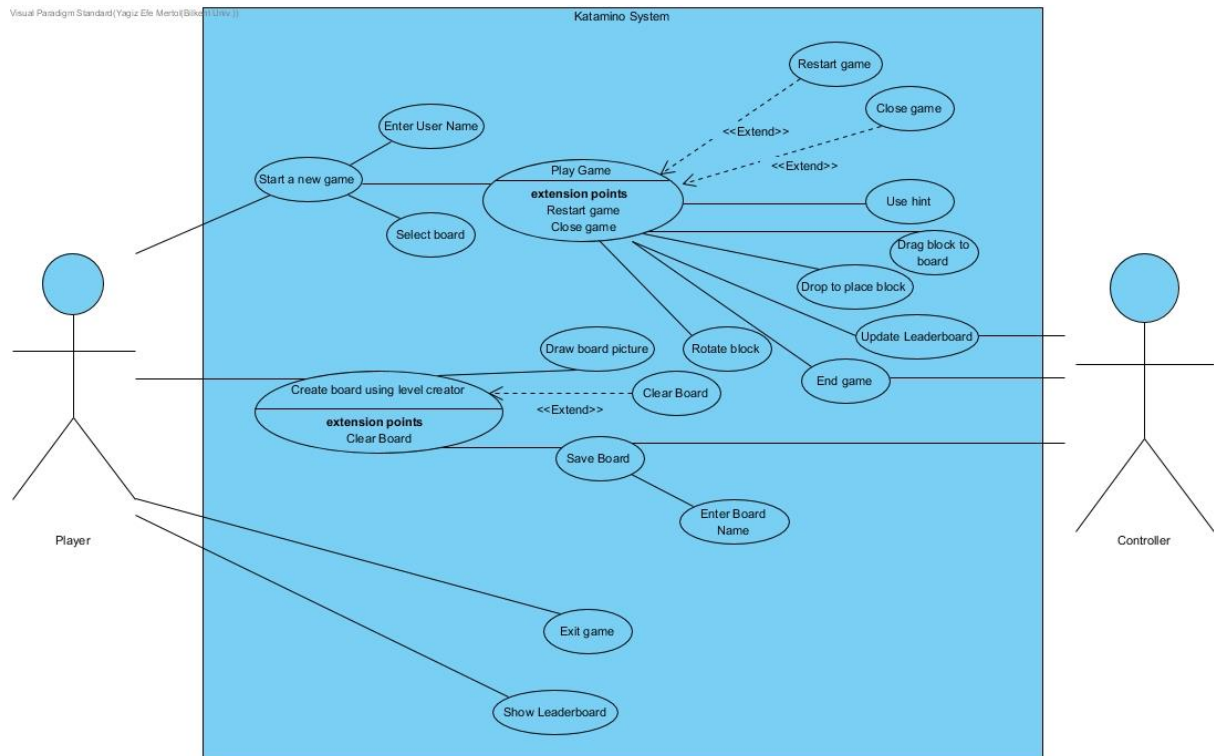 Visual Paradigm Standard(Yagiz Efe Mertol(Bilkent Univ.))
Katamino System
Restart game
Close game
<<Extend>>
<<Extend>>
Enter User Name
Start a new game
Select board
Play Game
extension points
Restart game
Close game
Use hint
Drag block to
board
Drop to place block
Update Leaderboard
Rotate block
End game
Draw board picture
Create board using level creator
extension points
Clear Board
Clear Board
<<Extend>>
Save Board
Enter Board
Name
Player
Controller
Exit game
Show Leaderboard